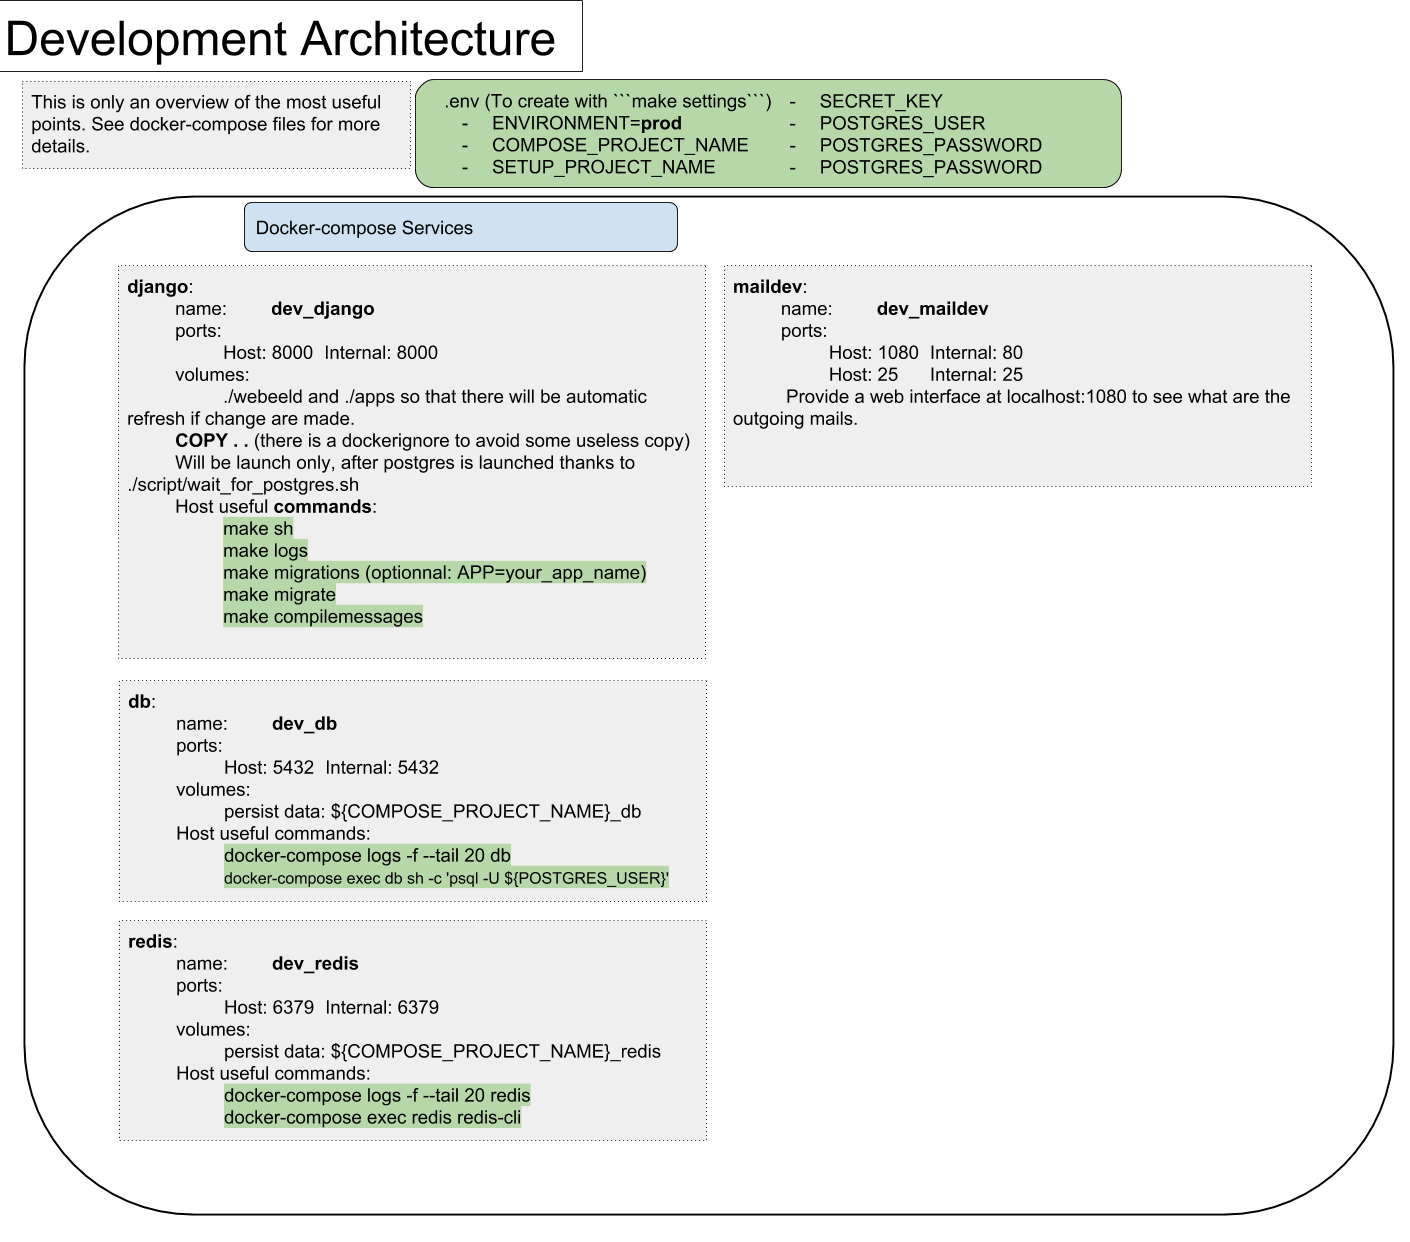 Development Architecture
This is only an overview of the most useful
points. See docker-compose files for more
details.
.env (To create with ```make settings```)
- ENVIRONMENT=prod
- COMPOSE_PROJECT_NAME
- SETUP_PROJECT_NAME
- SECRET_KEY
- POSTGRES_USER
- POSTGRES_PASSWORD
- POSTGRES_PASSWORD
Docker-compose Services
django:
name: dev_django
ports:
Host: 8000 Internal: 8000
volumes:
./webeeld and ./apps so that there will be automatic
refresh if change are made.
COPY . . (there is a dockerignore to avoid some useless copy)
Will be launch only, after postgres is launched thanks to
./script/wait_for_postgres.sh
Host useful commands:
make sh
make logs
make migrations (optionnal: APP=your_app_name)
make migrate
make compilemessages
db:
name: dev_db
ports:
Host: 5432 Internal: 5432
volumes:
persist data: ${COMPOSE_PROJECT_NAME}_db
Host useful commands:
docker-compose logs -f --tail 20 db
docker-compose exec db sh -c 'psql -U ${POSTGRES_USER}'
redis:
name: dev_redis
ports:
Host: 6379 Internal: 6379
volumes:
persist data: ${COMPOSE_PROJECT_NAME}_redis
Host useful commands:
docker-compose logs -f --tail 20 redis
docker-compose exec redis redis-cli
maildev:
name: dev_maildev
ports:
Host: 1080 Internal: 80
Host: 25 Internal: 25
Provide a web interface at localhost:1080 to see what are the
outgoing mails.